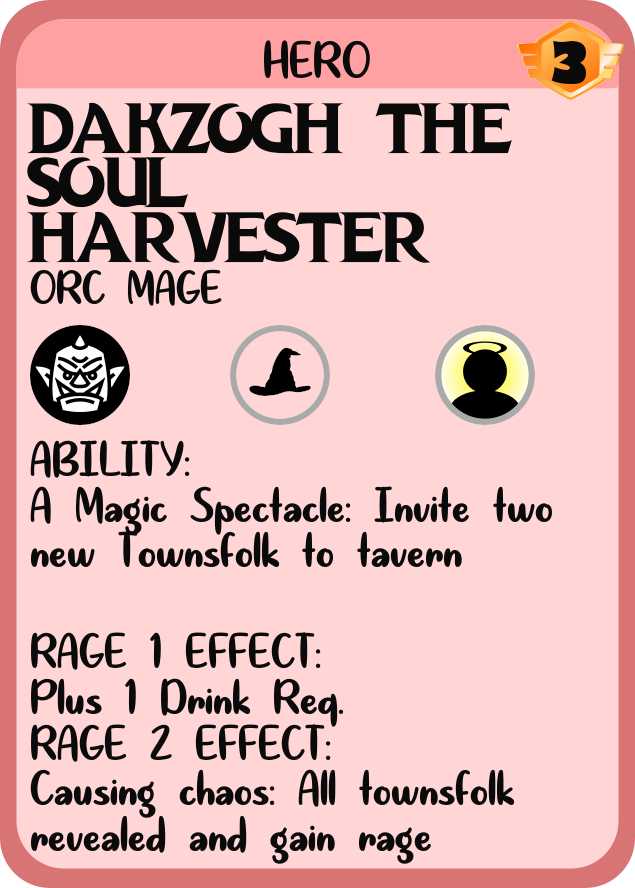 HERO
3
DAKZOGH THE
SOUL
HARVESTER
ORC MAGE
ABILITY:
A Magic Spectacle: Invite two
new Townsfolk to tavern
RAGE 1 EFFECT:
Plus 1 Drink Req.
RAGE 2 EFFECT:
Causing chaos: All townsfolk
revealed and gain rage